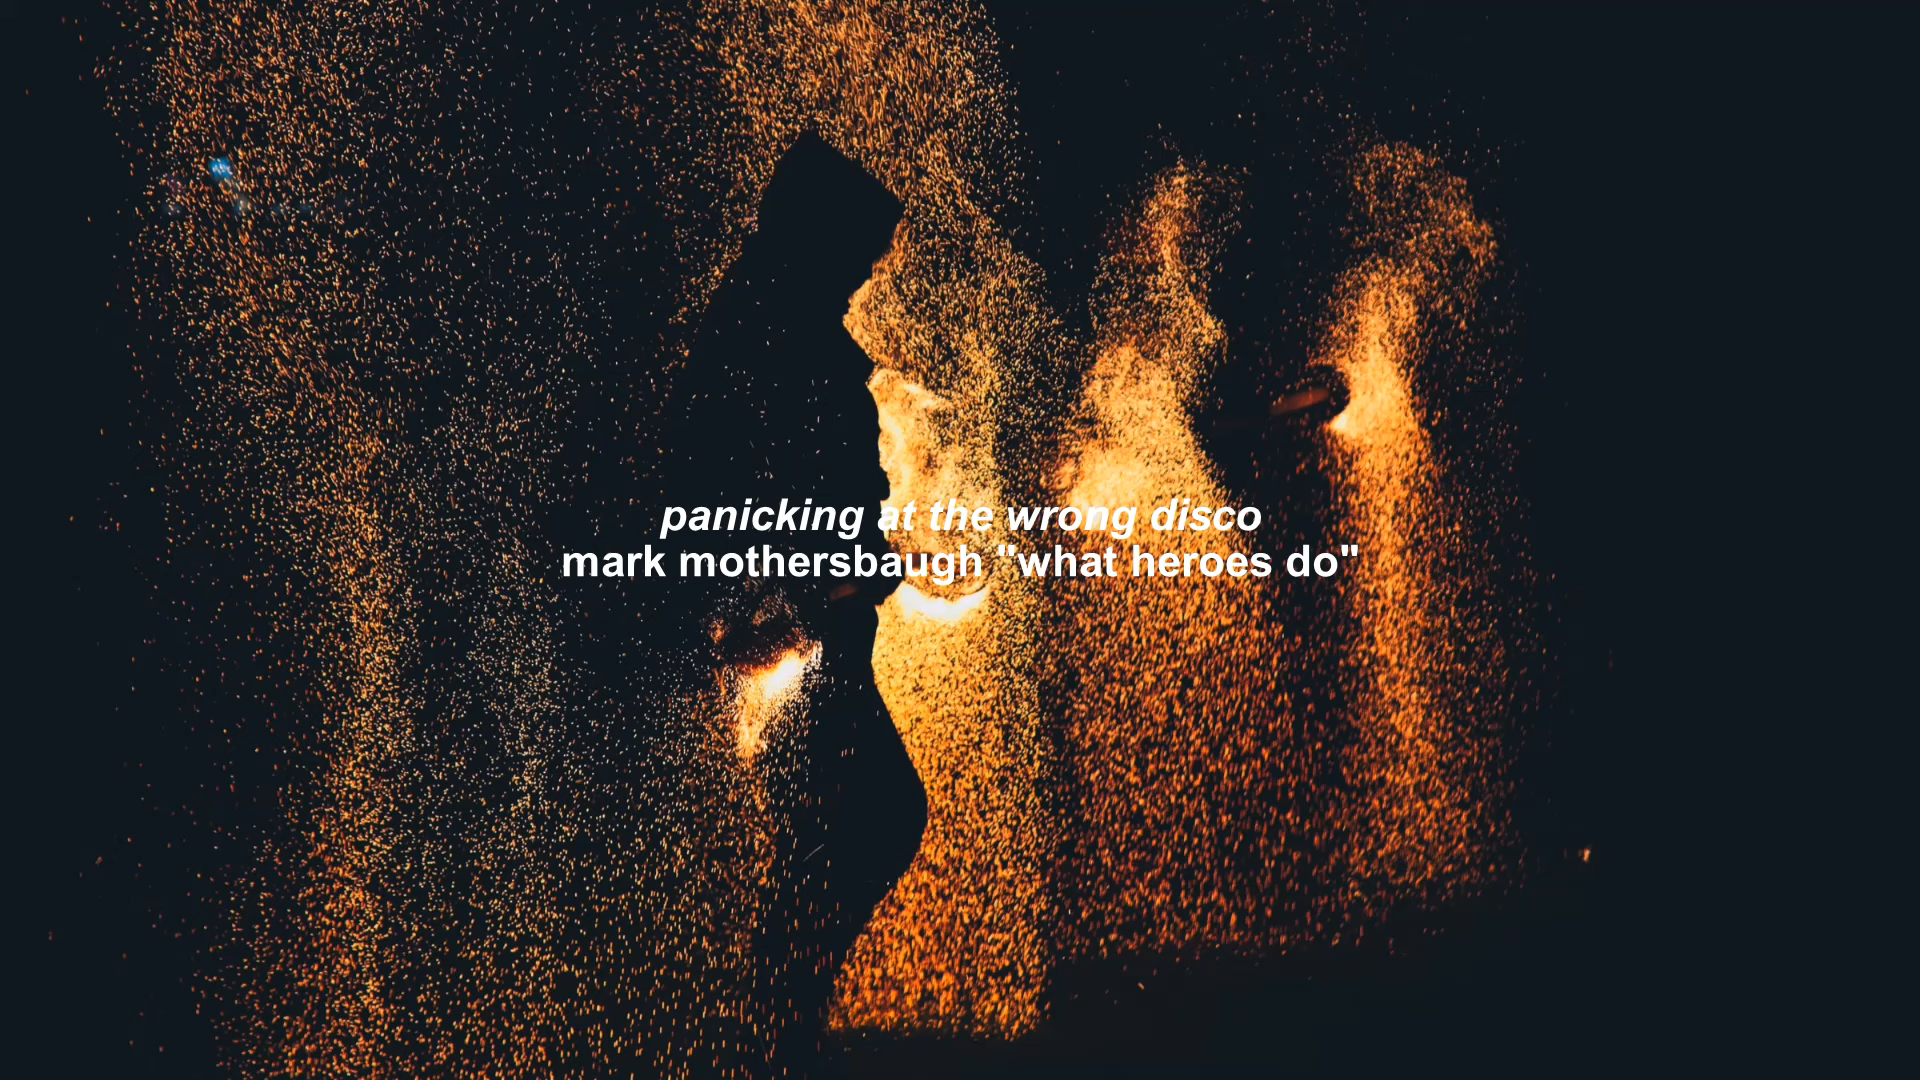 panicking at the wrong disco
mark mothersbaugh "what heroes do"